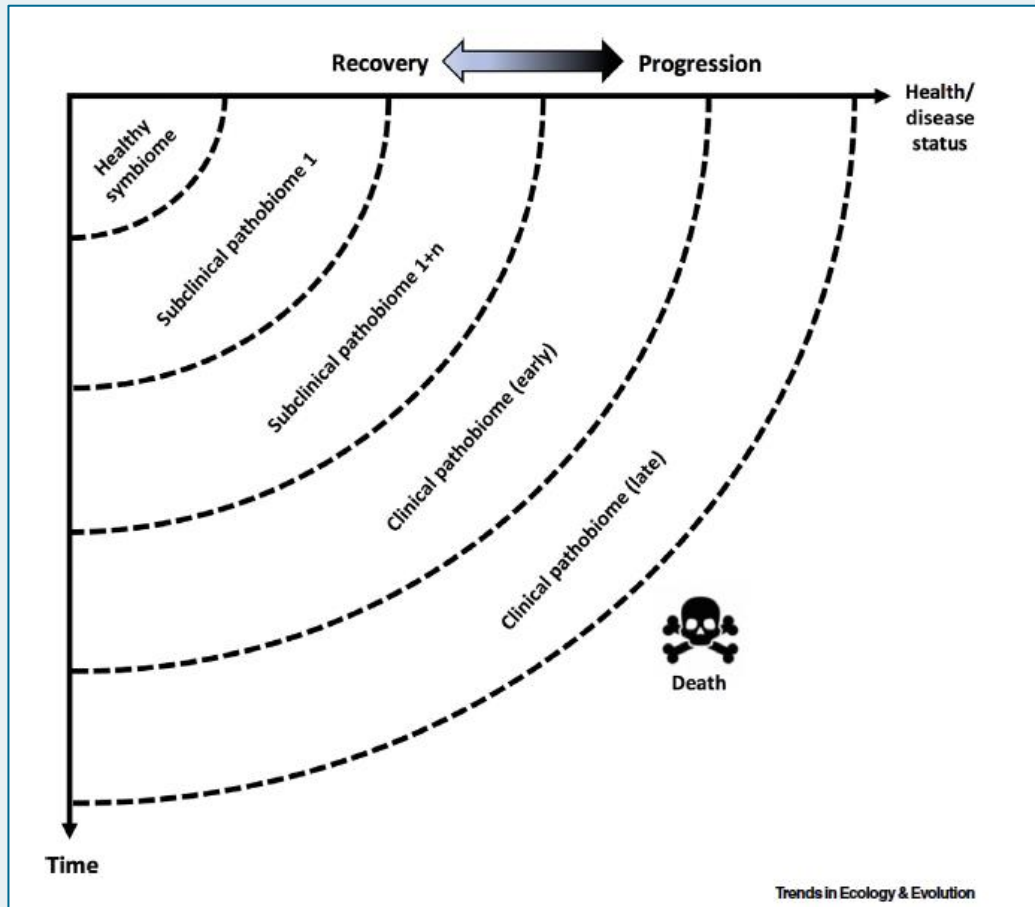 Recovery
Progression
Health/
disease
status
Healthy
symbiome
Subclinical pathobiome 1
Subclinical pathobiome 1+n
Clinical pathobiome (early)
Clinical pathobiome (late)
Death
Time
Trends in Ecology & Evolution